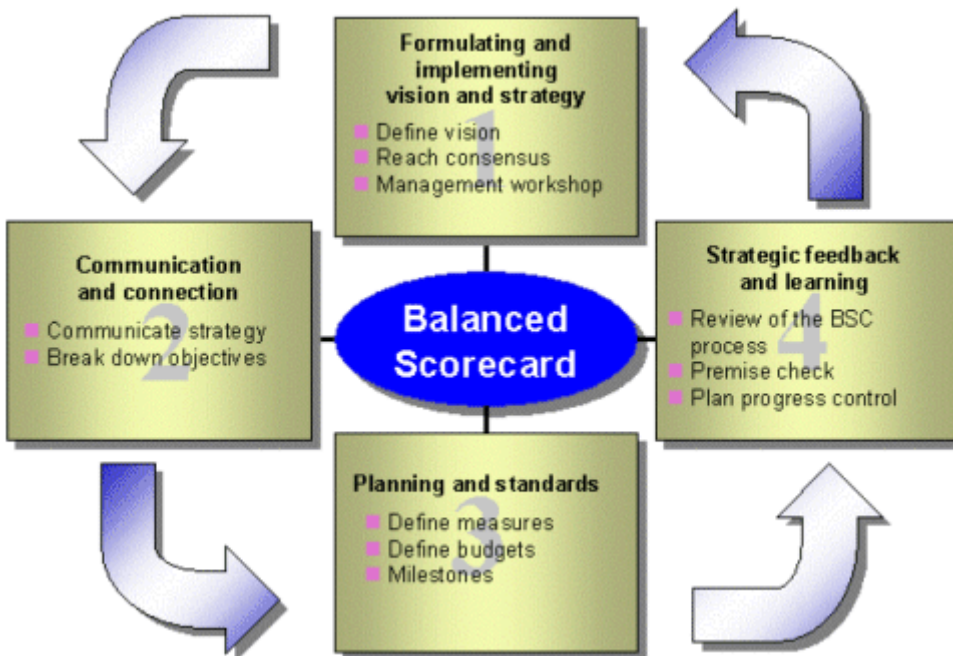 Formulating and
implementing
vision and strategy
1
Define vision
Reach consensus
Management workshop
Communication
and connection
2
Communicate strategy
Break down objectives
Balanced
Scorecard
Strategic feedback
and learning
4
Review of the BSC
process
Premise check
Plan progress control
Planning and standards
3
Define measures
Define budgets
Milestones